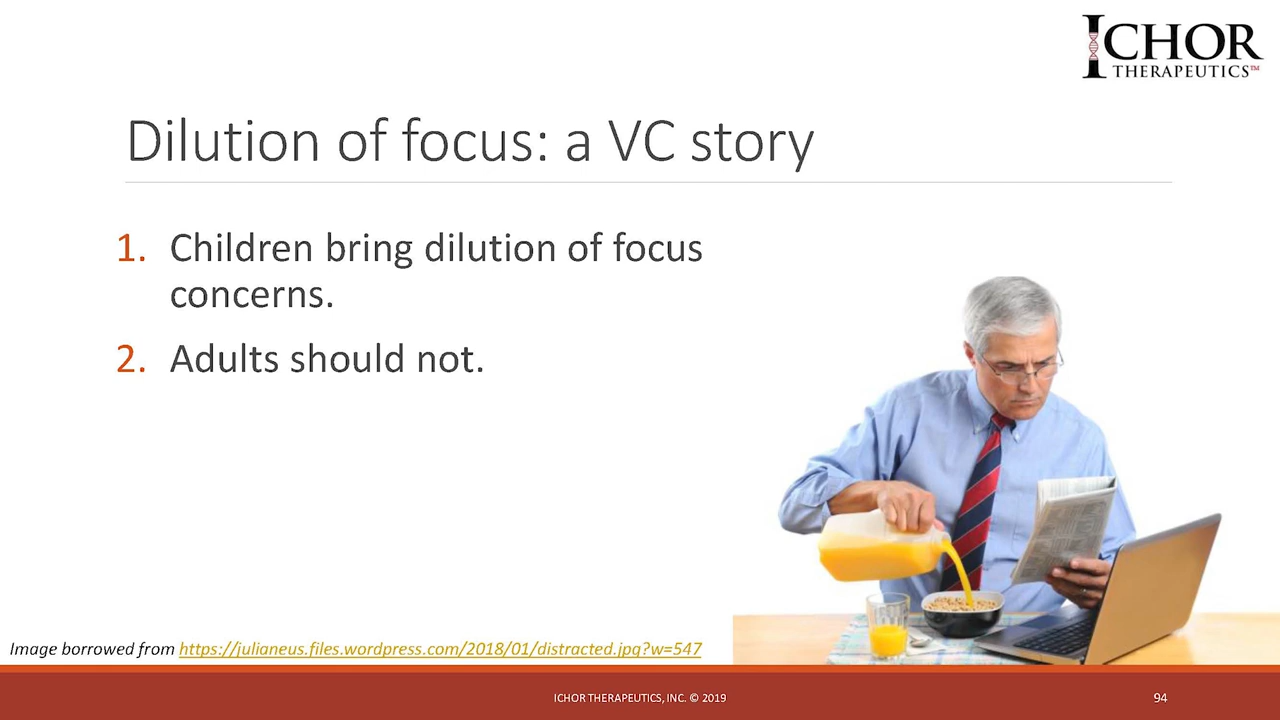 ICHOR
THERAPEUTICS™
Dilution of focus: a VC story
1. Children bring dilution of focus
concerns.
2. Adults should not.
Image borrowed from https://julianeus.files.wordpress.com/2018/01/distracted.jpg?w=547
ICHOR THERAPEUTICS, INC. © 2019
94